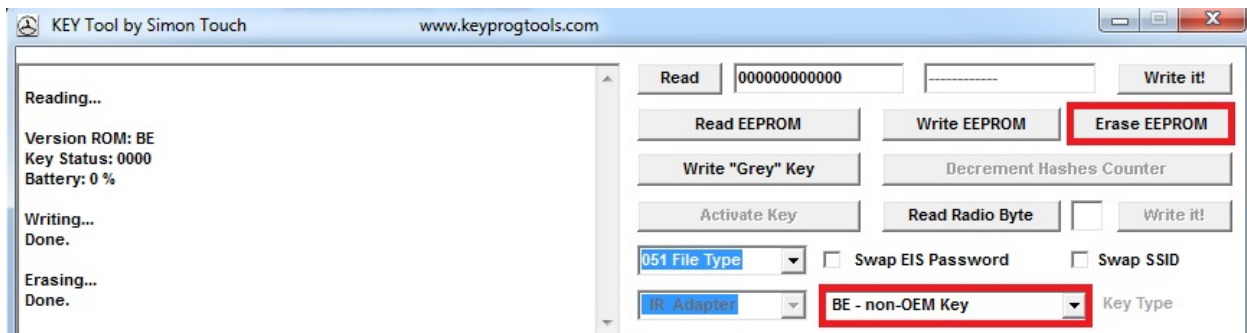 KEY Tool by Simon Touch www.keyprogtools.com
Reading...
Version ROM: BE
Key Status: 0000
Battery: 0 %
Writing...
Done.
Erasing...
Done.
Read 000000000000 ------------ Write it!
Read EEPROM Write EEPROM Erase EEPROM
Write "Grey" Key Decrement Hashes Counter
Activate Key Read Radio Byte Write it!
051 File Type Swap EIS Password Swap SSID
IR Adapter BE - non-OEM Key Key Type